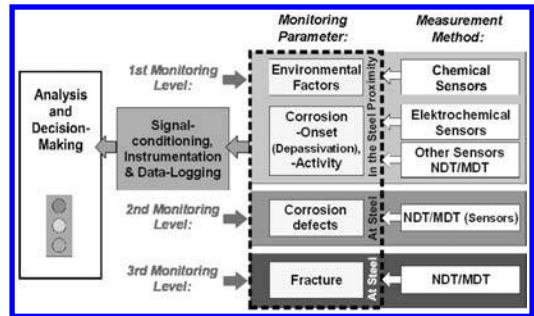 Monitoring
Parameter:
Measurement
Method:
1st Monitoring
Level:
Environmental
Factors
Chemical
Sensors
Analysis
and
Decision-
Making
Signal-
conditioning,
Instrumentation
& Data-Logging
Corrosion
-Onset
(Depassivation),
-Activity
In the Steel Proximity
Elektrochemical
Sensors
Other Sensors
NDT/MDT
2nd Monitoring
Level:
Corrosion
defects
At Steel
NDT/MDT (Sensors)
3rd Monitoring
Level:
Fracture
At Steel
NDT/MDT